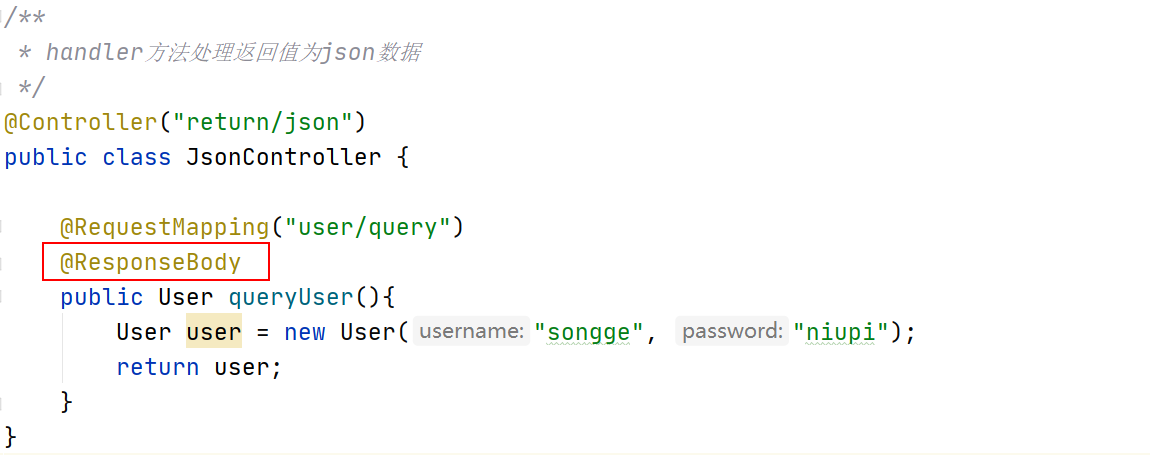 /**
 * handler方法处理返回值为json数据
 */
@Controller("return/json")
public class JsonController {
    @RequestMapping("user/query")
    @ResponseBody
    public User queryUser(){
        User user = new User( username: "songge", password: "niupi");
        return user;
    }
}